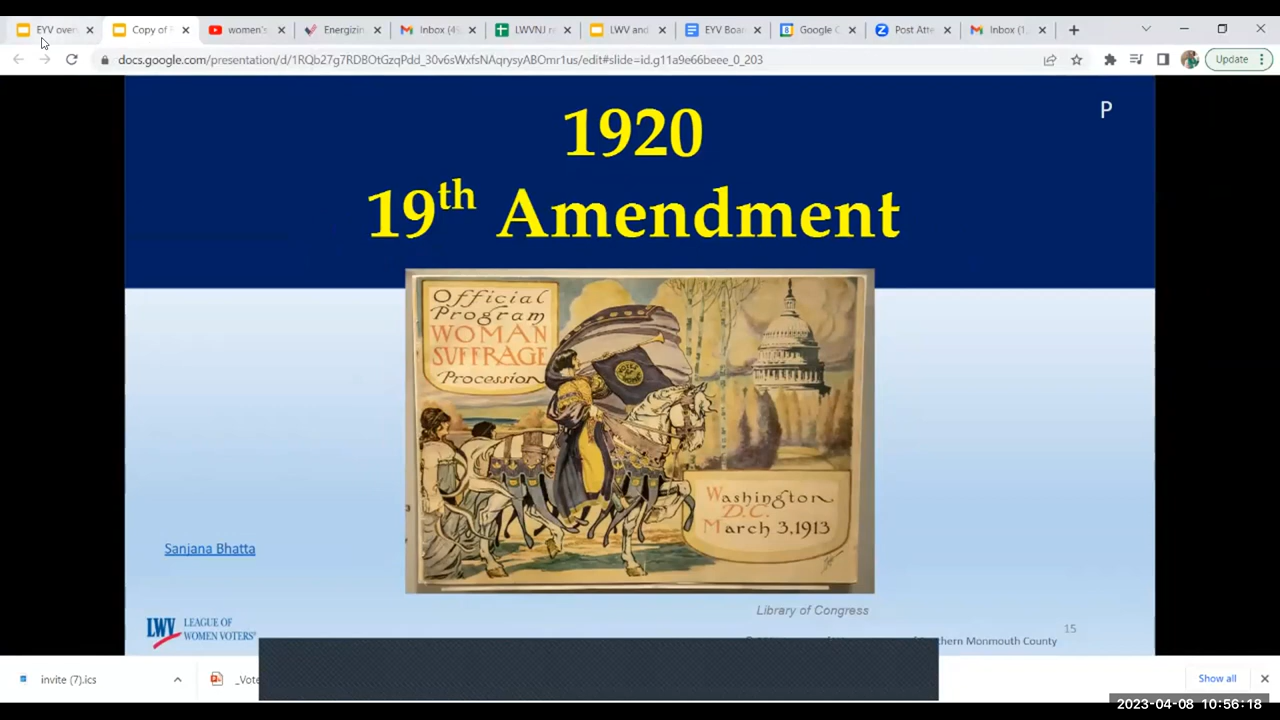 EYV over
Copy of
women's
Energizin
Inbox (4
LWVNJ re
LWV and
EYV Boar
Google C
Post Atte
Inbox (1
docs.google.com/presentation/d/1RQb27g7RDBOtGzqPdd_30v6sWxfsIAqrysyABOmr1us/edit#slide=id.g11a9e66beee_0_203
Update
P
1920
19th Amendment
Official
Program
WOMAN
SUFFRAGE
Procession
Washington
D.C.
March 3,1913
Sanjana Bhatta
Library of Congress
15
LWV LEAGUE OF
WOMEN VOTERS®
Monmouth County
invite (7).ics
_Vote
Show all
2023-04-08 10:56:18